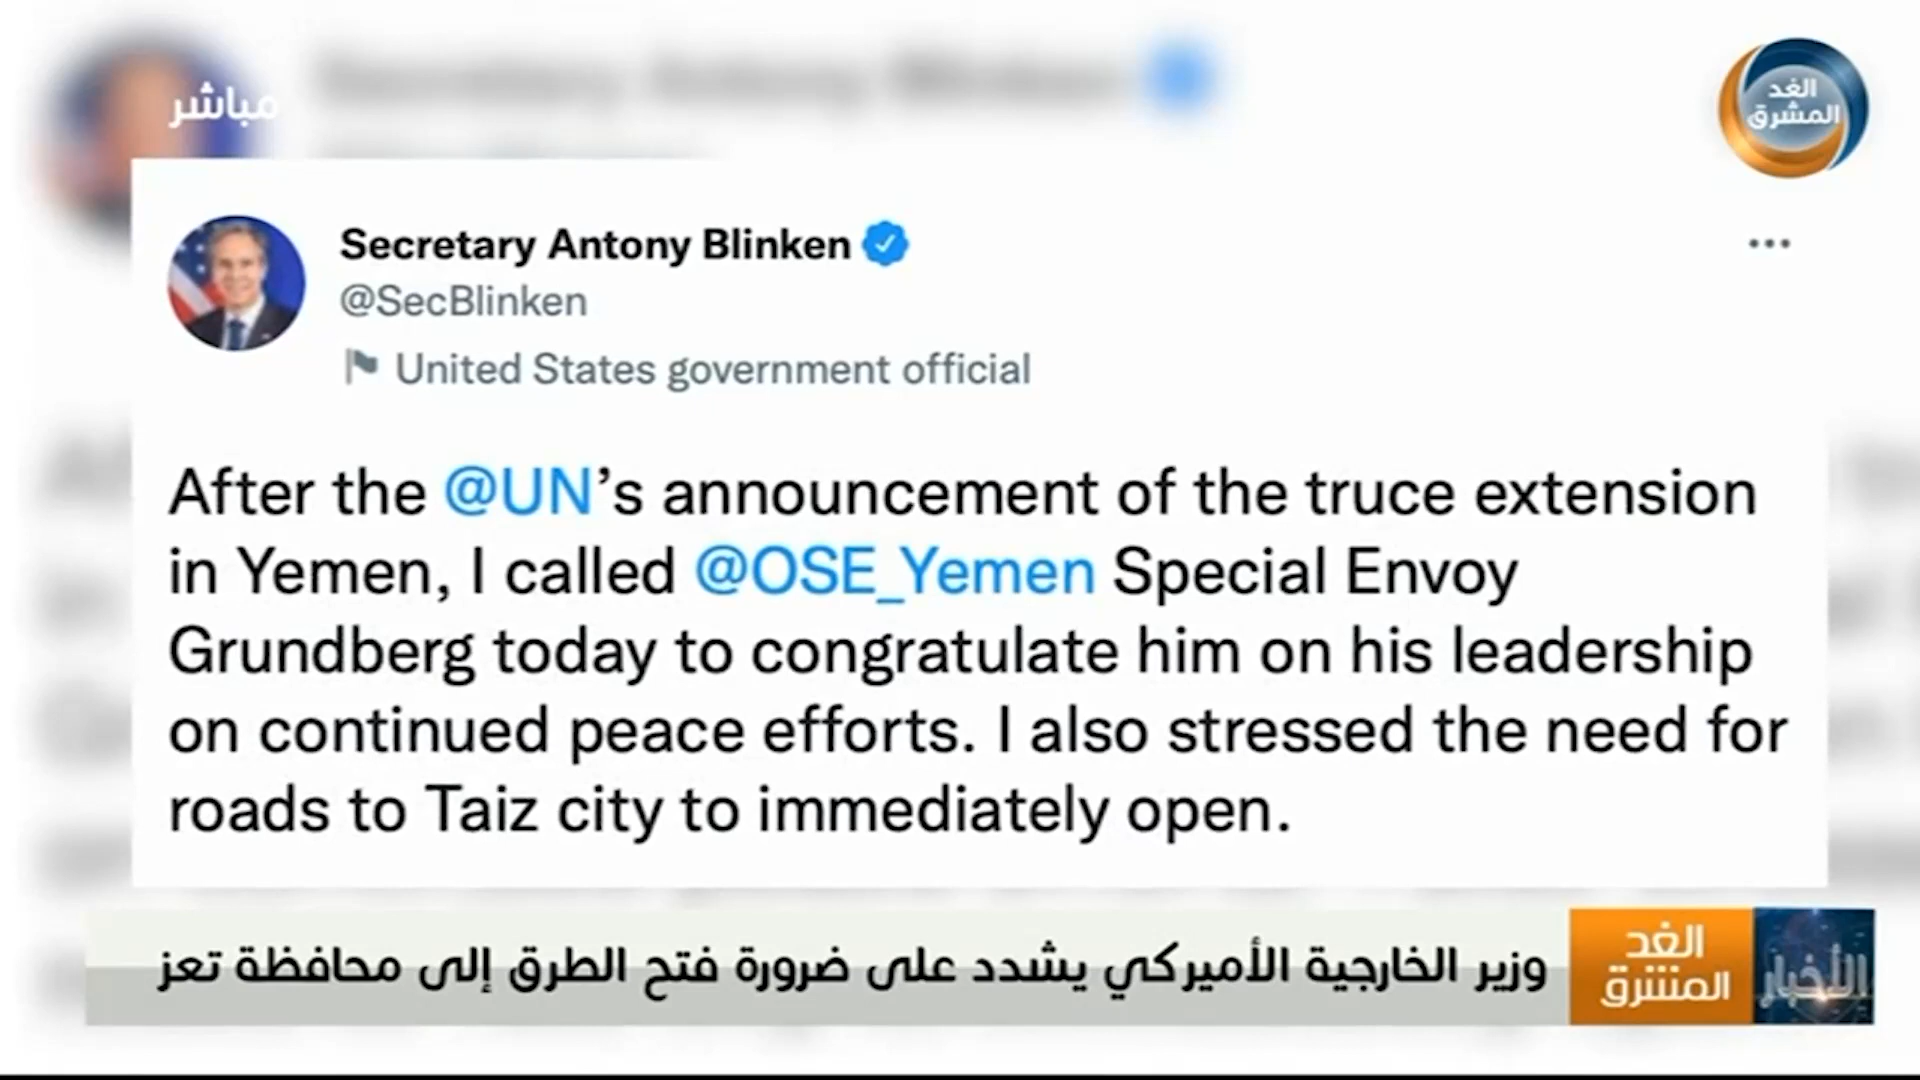 مباشر
الغد
المشرق
Secretary Antony Blinken
@SecBlinken
United States government official
After the @UN’s announcement of the truce extension
in Yemen, I called @OSE_Yemen Special Envoy
Grundberg today to congratulate him on his leadership
on continued peace efforts. I also stressed the need for
roads to Taiz city to immediately open.
وزير الخارجية الأميركي يشدد على ضرورة فتح الطرق إلى محافظة تعز
الغد
المشرق
الأخبار